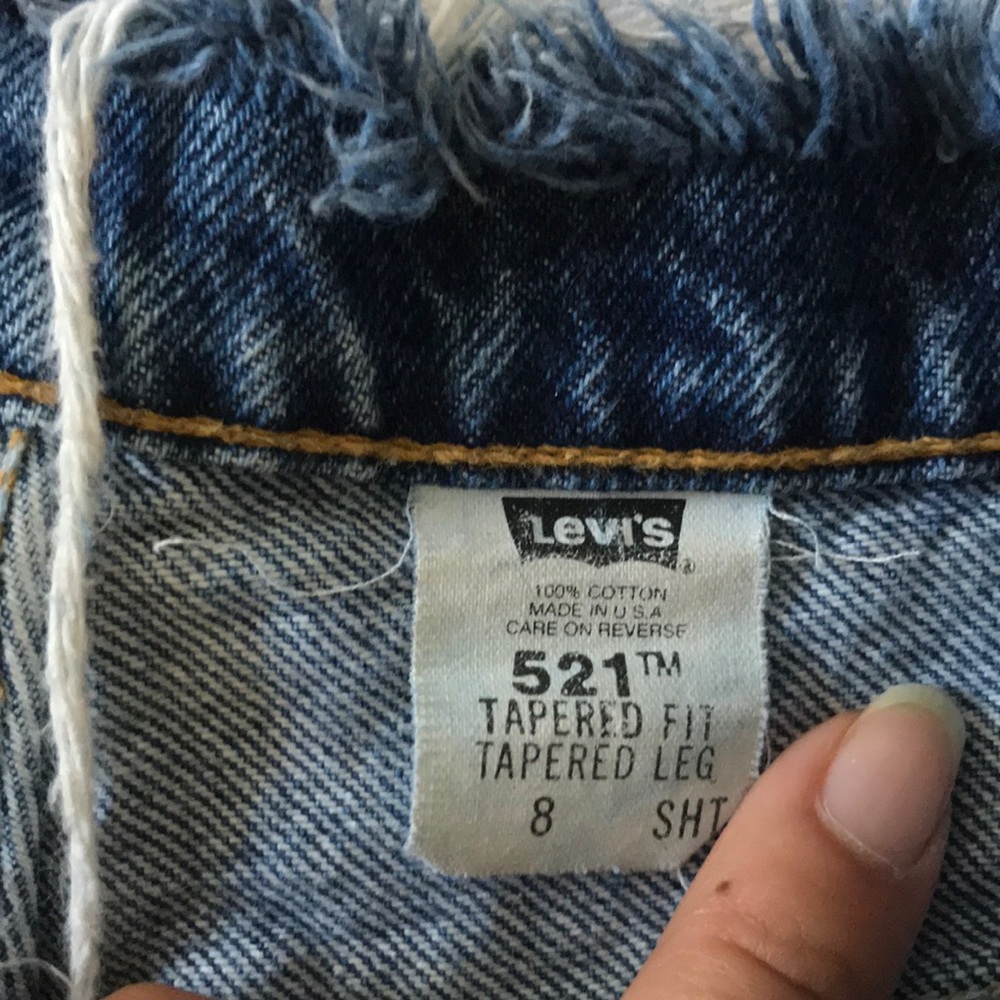 Levi's®
100% COTTON
MADE IN U.S.A
CARE ON REVERSE
521™
TAPERED FIT
TAPERED LEG
8 SHT